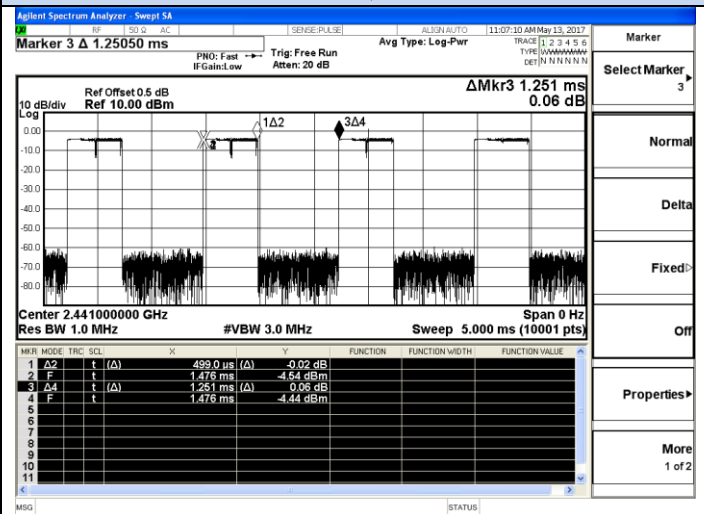 Agilent Spectrum Analyzer - Swept SA
LXI RF 50 Ω AC SENSE:PULSE ALIGN AUTO 11:07:10 AM May 13, 2017
Marker 3 Δ 1.25050 ms
PNO: Fast
IFGain:Low
Trig: Free Run
Atten: 20 dB
Avg Type: Log-Pwr
TRACE 1 2 3 4 5 6
TYPE
DET N N N N N N
ΔMkr3 1.251 ms
0.06 dB
Ref Offset 0.5 dB
10 dB/div Ref 10.00 dBm
Log
1Δ2
3Δ4
0.00
-10.0
-20.0
-30.0
-40.0
-50.0
-60.0
-70.0
-80.0
Center 2.441000000 GHz Span 0 Hz
Res BW 1.0 MHz #VBW 3.0 MHz Sweep 5.000 ms (10001 pts)
MKR MODE TRC SCL X Y FUNCTION FUNCTION WIDTH FUNCTION VALUE
1 Δ2 t (Δ) 499.0 µs (Δ) -0.02 dB
2 F t 1.476 ms -4.54 dBm
3 Δ4 t (Δ) 1.251 ms (Δ) 0.06 dB
4 F t 1.476 ms -4.44 dBm
5
6
7
8
9
10
11
MSG STATUS
Marker
Select Marker
3
Normal
Delta
Fixed
Off
Properties
More
1 of 2